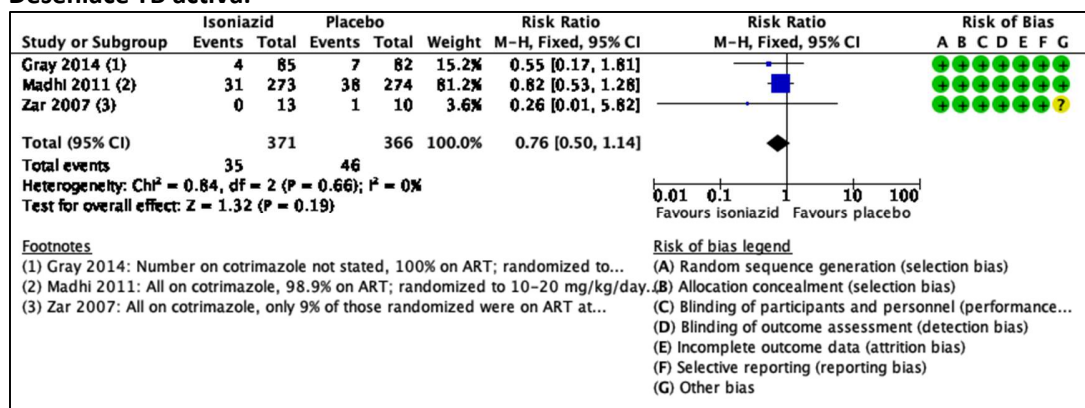 Desenlace TB activa:
Isoniazid Placebo Risk Ratio Risk Ratio Risk of Bias
Study or Subgroup Events Total Events Total Weight M-H, Fixed, 95% CI M-H, Fixed, 95% CI A B C D E F G
Gray 2014 (1) 4 85 7 82 15.2% 0.55 [0.17, 1.81] + + + + + + +
Madhi 2011 (2) 31 273 38 274 81.2% 0.82 [0.53, 1.28] + + + + + + +
Zar 2007 (3) 0 13 1 10 3.6% 0.26 [0.01, 5.82] + + + + + + ?
Total (95% CI) 371 366 100.0% 0.76 [0.50, 1.14]
Total events 35 46
Heterogeneity: Chi² = 0.84, df = 2 (P = 0.66); I² = 0%
Test for overall effect: Z = 1.32 (P = 0.19)
0.01 0.1 1 10 100
Favours isoniazid Favours placebo
Footnotes
(1) Gray 2014: Number on cotrimazole not stated, 100% on ART; randomized to...
(2) Madhi 2011: All on cotrimazole, 98.9% on ART; randomized to 10-20 mg/kg/day...
(3) Zar 2007: All on cotrimazole, only 9% of those randomized were on ART at...
Risk of bias legend
(A) Random sequence generation (selection bias)
(B) Allocation concealment (selection bias)
(C) Blinding of participants and personnel (performance...
(D) Blinding of outcome assessment (detection bias)
(E) Incomplete outcome data (attrition bias)
(F) Selective reporting (reporting bias)
(G) Other bias